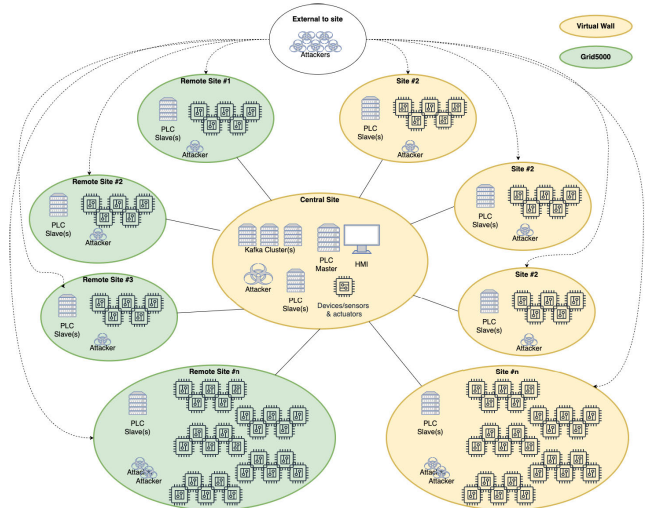 External to site
Attackers
Virtual Wall
Grid5000
Remote Site #1
PLC
Slave(s)
Attacker
Site #2
PLC
Slave(s)
Attacker
Remote Site #2
PLC
Slave(s)
Attacker
Central Site
Kafka Cluster(s)
PLC
Master
HMI
Attacker
PLC
Slave(s)
Devices/sensors
& actuators
Site #2
PLC
Slave(s)
Attacker
Remote Site #3
PLC
Slave(s)
Attacker
Site #2
PLC
Slave(s)
Attacker
Remote Site #n
PLC
Slave(s)
Attacker
Site #n
PLC
Slave(s)
Attacker